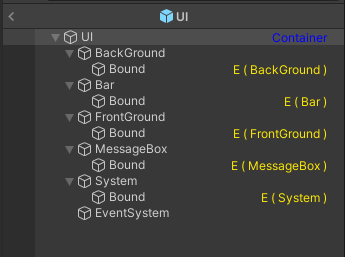 UI
UI Container
BackGround
Bound E ( BackGround )
Bar
Bound E ( Bar )
FrontGround
Bound E ( FrontGround )
MessageBox
Bound E ( MessageBox )
System
Bound E ( System )
EventSystem